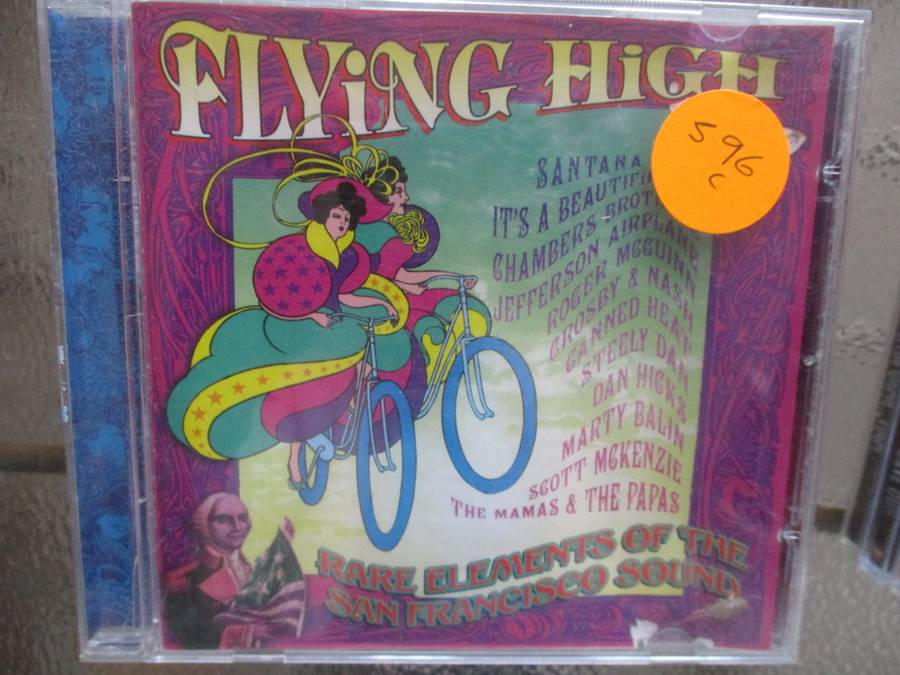 FLYiNG HiGH
596
c
SANTANA
IT'S A BEAUTIFU
CHAMBERS BROT
JEFFERSON AIRPLANE
ROGER MCGUINN
CROSBY & NASH
CANNED HEAT
STEELY DAN
DAN HICKS
MARTY BALIN
SCOTT MCKENZIE
THE MAMAS & THE PAPAS
RARE ELEMENTS OF THE
SAN FRANCISCO SOUND